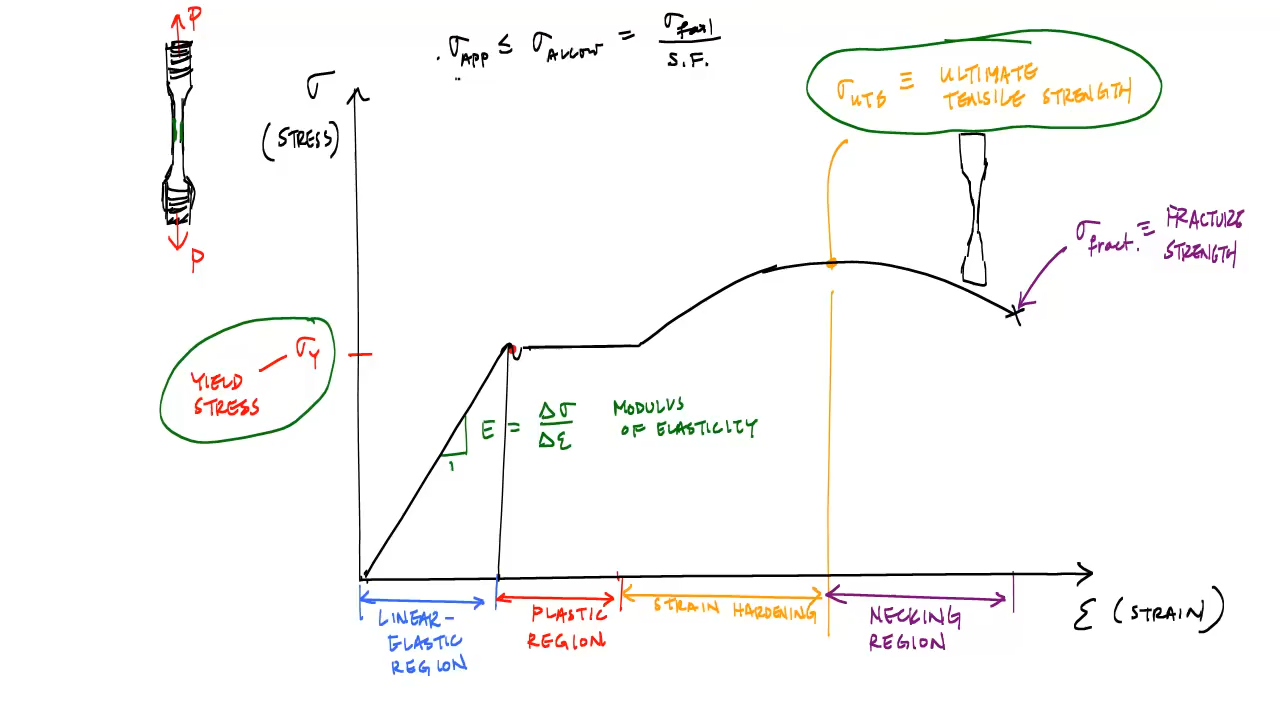 P
P
σ
(STRESS)
σAPP ≤ σALLOW = σfail / S.F.
σUTS ≡ ULTIMATE
TENSILE STRENGTH
σfract. ≡ FRACTURE
STRENGTH
σY
YIELD
STRESS
E = Δσ / Δε MODULUS
OF ELASTICITY
1
LINEAR-
ELASTIC
REGION
PLASTIC
REGION
STRAIN HARDENING
NECKING
REGION
ε (STRAIN)